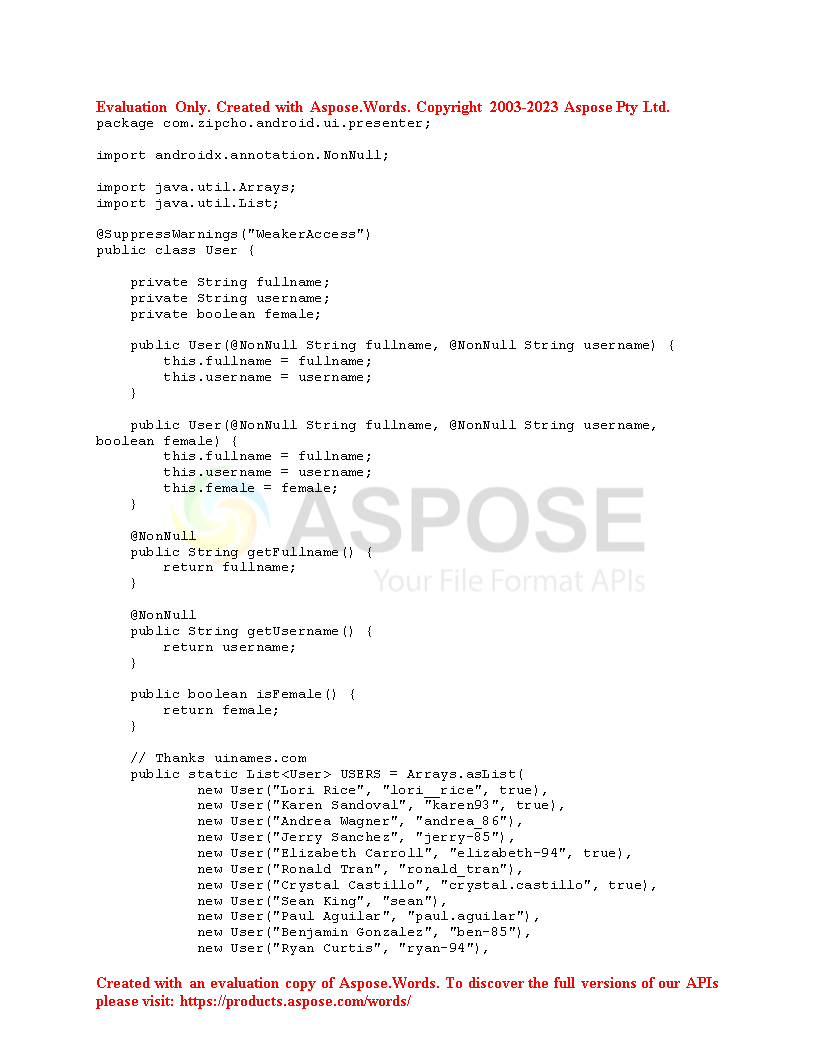 Evaluation Only. Created with Aspose.Words. Copyright 2003-2023 Aspose Pty Ltd.
package com.zipcho.android.ui.presenter;

import androidx.annotation.NonNull;

import java.util.Arrays;
import java.util.List;

@SuppressWarnings("WeakerAccess")
public class User {

    private String fullname;
    private String username;
    private boolean female;

    public User(@NonNull String fullname, @NonNull String username) {
        this.fullname = fullname;
        this.username = username;
    }

    public User(@NonNull String fullname, @NonNull String username,
boolean female) {
        this.fullname = fullname;
        this.username = username;
        this.female = female;
    }

    @NonNull
    public String getFullname() {
        return fullname;
    }

    @NonNull
    public String getUsername() {
        return username;
    }

    public boolean isFemale() {
        return female;
    }

    // Thanks uinames.com
    public static List<User> USERS = Arrays.asList(
            new User("Lori Rice", "lori__rice", true),
            new User("Karen Sandoval", "karen93", true),
            new User("Andrea Wagner", "andrea_86"),
            new User("Jerry Sanchez", "jerry-85"),
            new User("Elizabeth Carroll", "elizabeth-94", true),
            new User("Ronald Tran", "ronald_tran"),
            new User("Crystal Castillo", "crystal.castillo", true),
            new User("Sean King", "sean"),
            new User("Paul Aguilar", "paul.aguilar"),
            new User("Benjamin Gonzalez", "ben-85"),
            new User("Ryan Curtis", "ryan-94"),
ASPOSE
Your File Format APIs
Created with an evaluation copy of Aspose.Words. To discover the full versions of our APIs
please visit: https://products.aspose.com/words/